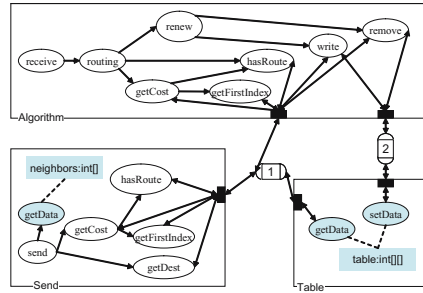 renew
remove
write
receive
routing
hasRoute
getCost
getFirstIndex
Algorithm
2
neighbors:int[]
hasRoute
1
getData
getCost
setData
send
getFirstIndex
getData
getDest
table:int[][]
Send
Table